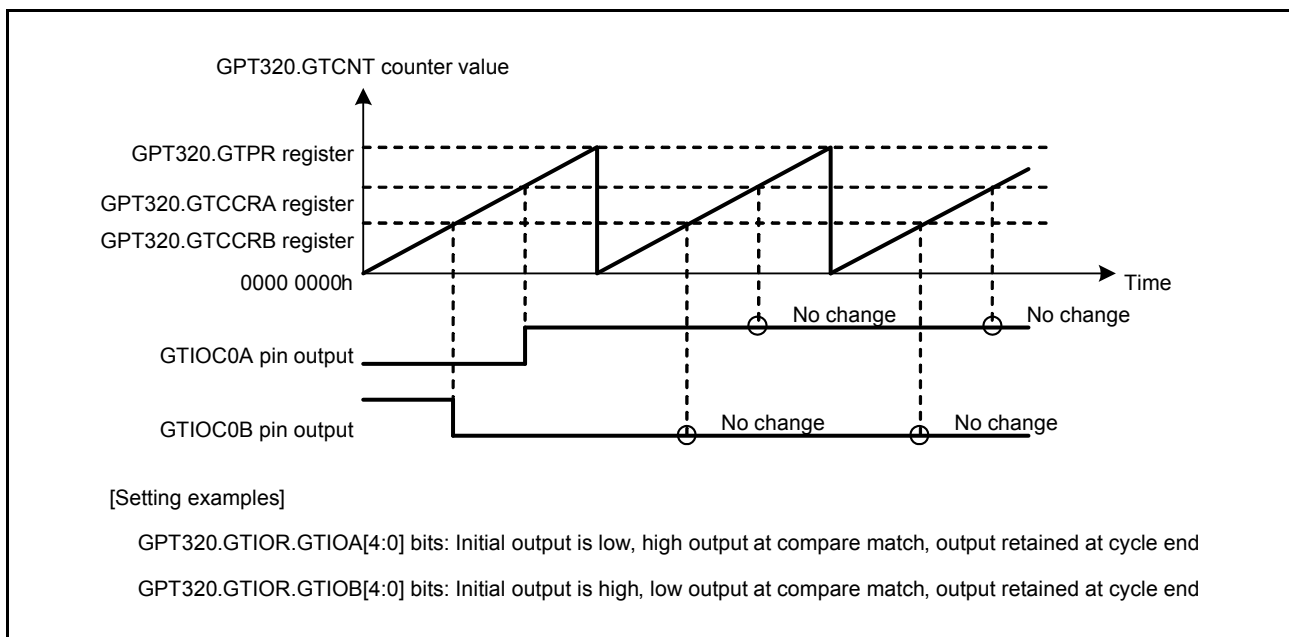 GPT320.GTCNT counter value
GPT320.GTPR register
GPT320.GTCCRA register
GPT320.GTCCRB register
0000 0000h
Time
No change
No change
GTIOC0A pin output
No change
No change
GTIOC0B pin output
[Setting examples]
GPT320.GTIOR.GTIOA[4:0] bits: Initial output is low, high output at compare match, output retained at cycle end
GPT320.GTIOR.GTIOB[4:0] bits: Initial output is high, low output at compare match, output retained at cycle end